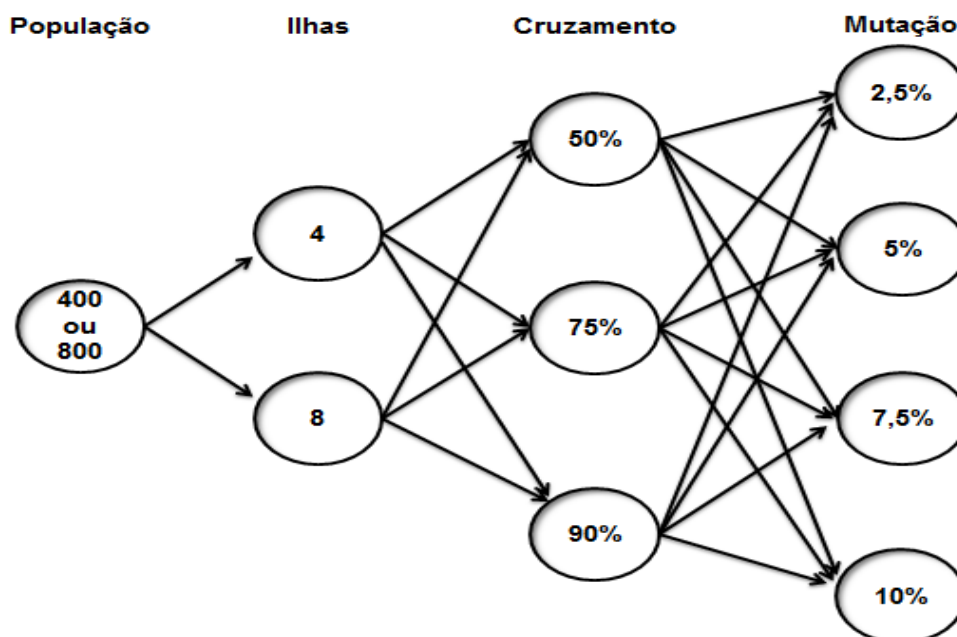 População
Ilhas
Cruzamento
Mutação
400
ou
800
4
8
50%
75%
90%
2,5%
5%
7,5%
10%